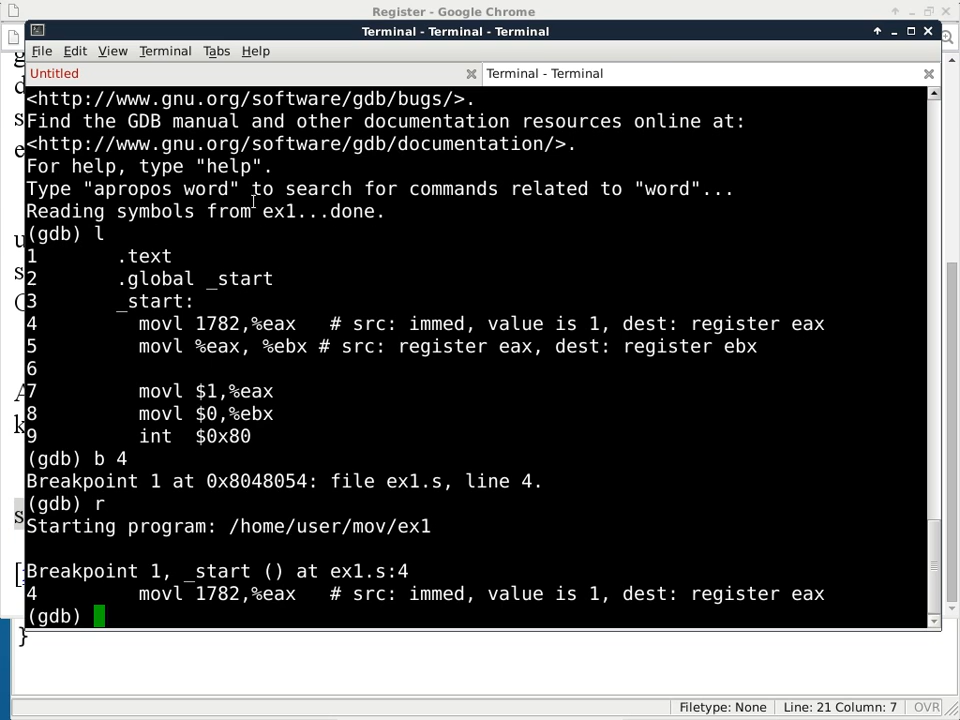 Register - Google Chrome
Terminal - Terminal - Terminal
File Edit View Terminal Tabs Help
Untitled Terminal - Terminal
<http://www.gnu.org/software/gdb/bugs/>.
Find the GDB manual and other documentation resources online at:
<http://www.gnu.org/software/gdb/documentation/>.
For help, type "help".
Type "apropos word" to search for commands related to "word"...
Reading symbols from ex1...done.
(gdb) l
1 .text
2 .global _start
3 _start:
4 movl 1782,%eax # src: immed, value is 1, dest: register eax
5 movl %eax, %ebx # src: register eax, dest: register ebx
6
7 movl $1,%eax
8 movl $0,%ebx
9 int $0x80
(gdb) b 4
Breakpoint 1 at 0x8048054: file ex1.s, line 4.
(gdb) r
Starting program: /home/user/mov/ex1
Breakpoint 1, _start () at ex1.s:4
4 movl 1782,%eax # src: immed, value is 1, dest: register eax
(gdb)
}
Filetype: None Line: 21 Column: 7 OVR